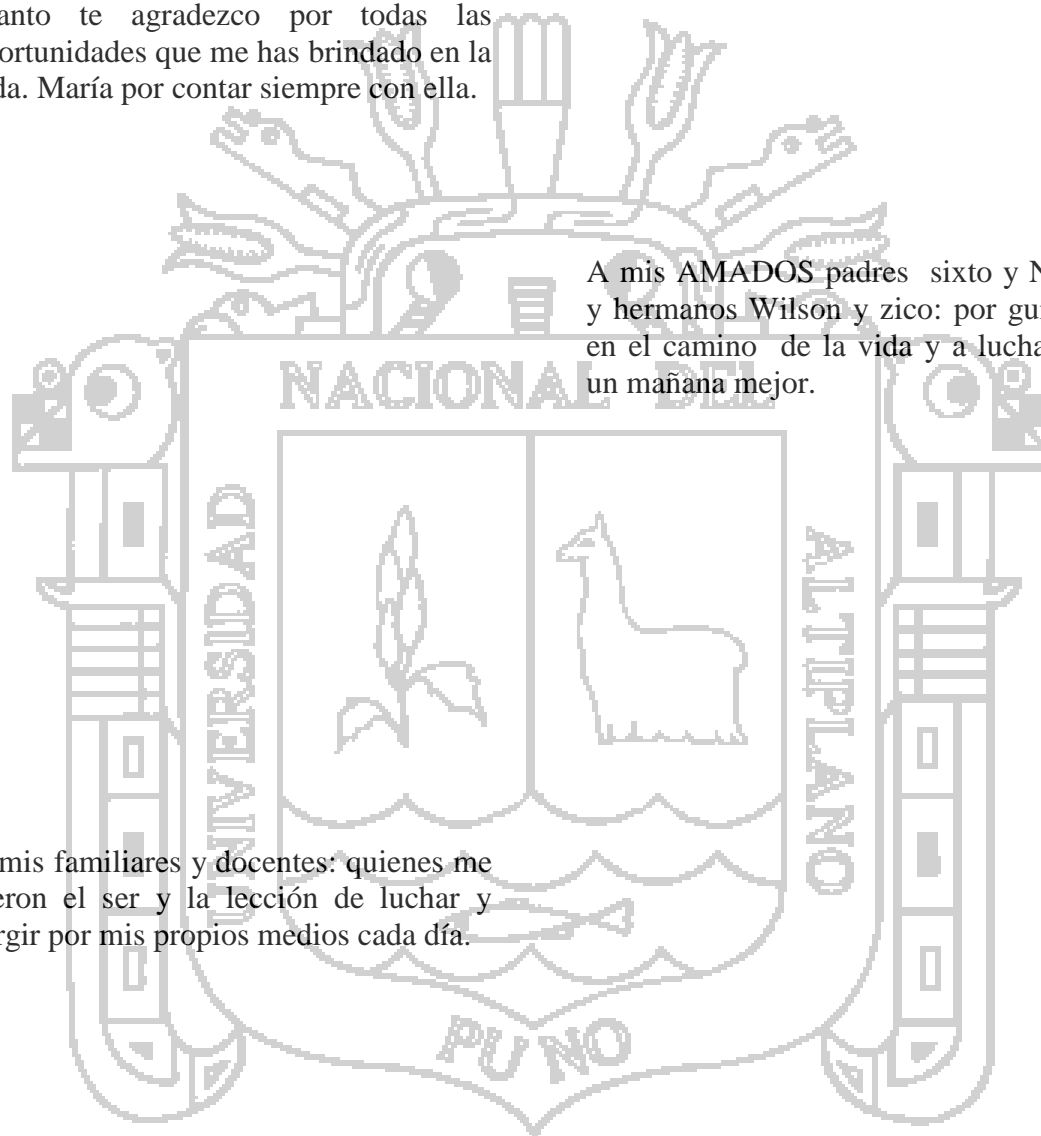 anto te agradezco por todas las
ortunidades que me has brindado en la
da. María por contar siempre con ella.
A mis AMADOS padres sixto y N
y hermanos Wilson y zico: por gui
en el camino de la vida y a lucha
un mañana mejor.
NACIONAL DEL
UNIVERSIDAD
ALTIPLANO
mis familiares y docentes: quienes me
eron el ser y la lección de luchar y
rgir por mis propios medios cada día.
PUNO